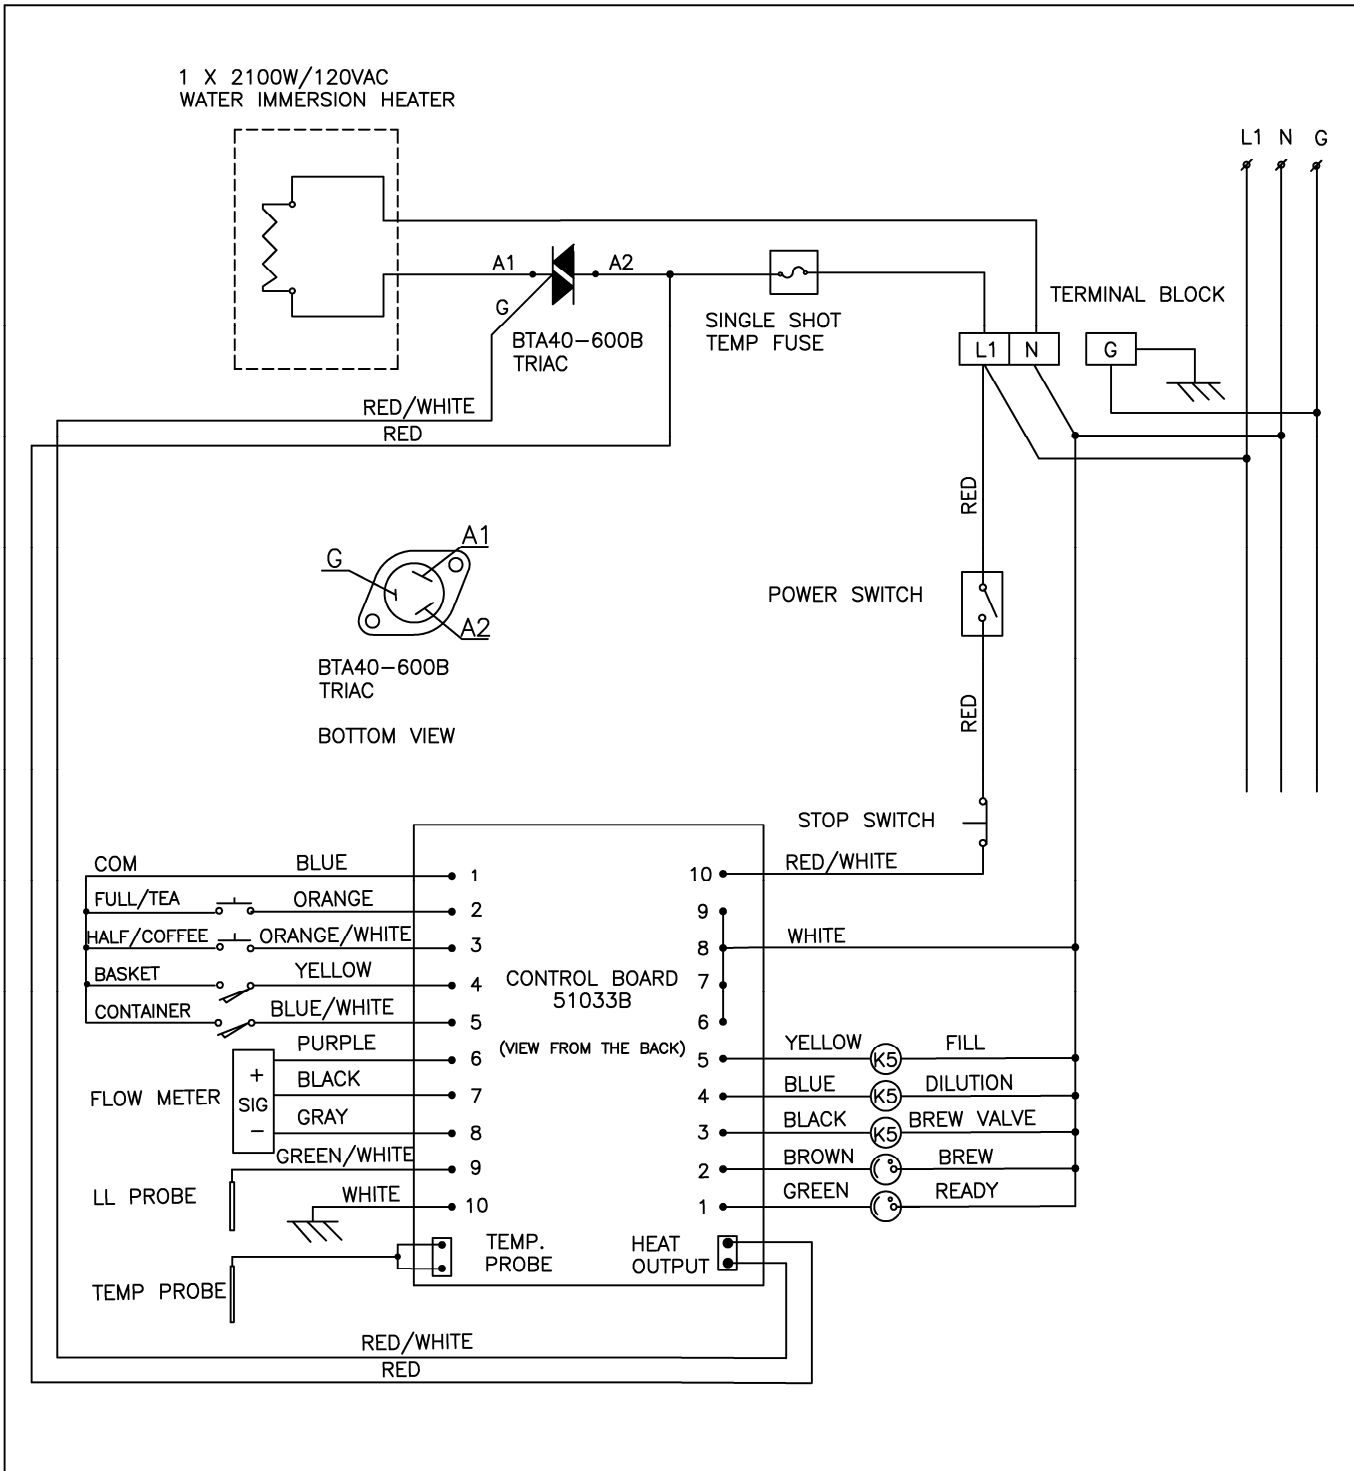 1 X 2100W/120VAC
WATER IMMERSION HEATER
L1 N G
A1
A2
G
BTA40-600B
TRIAC
SINGLE SHOT
TEMP FUSE
TERMINAL BLOCK
L1 N G
RED/WHITE
RED
RED
G
A1
A2
BTA40-600B
TRIAC
BOTTOM VIEW
POWER SWITCH
RED
STOP SWITCH
RED/WHITE
COM BLUE 1
FULL/TEA ORANGE 2
HALF/COFFEE ORANGE/WHITE 3
BASKET YELLOW 4
CONTAINER BLUE/WHITE 5
FLOW METER
+
SIG
-
PURPLE 6
BLACK 7
GRAY 8
LL PROBE GREEN/WHITE 9
WHITE 10
TEMP PROBE
TEMP.
PROBE
CONTROL BOARD
51033B
(VIEW FROM THE BACK)
10
9
8 WHITE
7
6
5 YELLOW K5 FILL
4 BLUE K5 DILUTION
3 BLACK K5 BREW VALVE
2 BROWN BREW
1 GREEN READY
HEAT
OUTPUT
RED/WHITE
RED